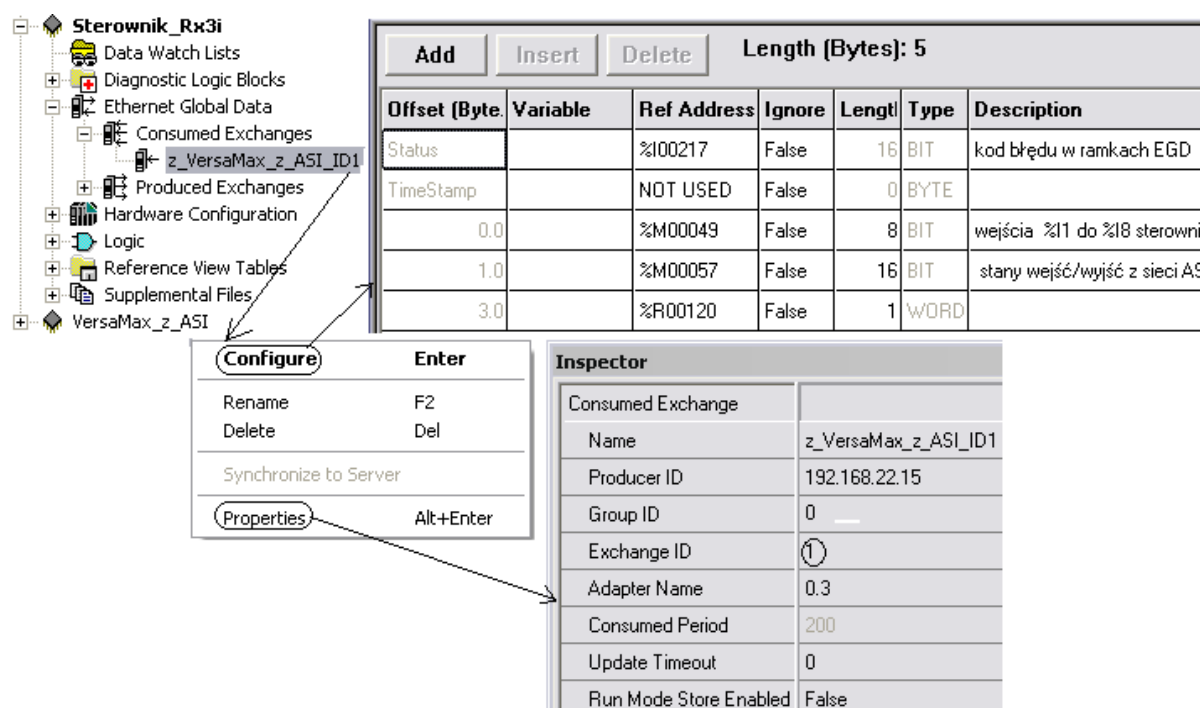 Sterownik_Rx3i
Data Watch Lists
Diagnostic Logic Blocks
Ethernet Global Data
Consumed Exchanges
z_VersaMax_z_ASI_ID1
Produced Exchanges
Hardware Configuration
Logic
Reference View Tables
Supplemental Files
VersaMax_z_ASI
Add Insert Delete Length (Bytes): 5
Offset (Byte. Variable Ref Address Ignore Lengtl Type Description
Status %I00217 False 16 BIT kod błędu w ramkach EGD
TimeStamp NOT USED False 0 BYTE
0.0 %M00049 False 8 BIT wejścia %I1 do %I8 sterowni
1.0 %M00057 False 16 BIT stany wejść/wyjść z sieci AS
3.0 %R00120 False 1 WORD
Configure Enter
Rename F2
Delete Del
Synchronize to Server
Properties Alt+Enter
Inspector
Consumed Exchange
Name z_VersaMax_z_ASI_ID1
Producer ID 192.168.22.15
Group ID 0
Exchange ID 1
Adapter Name 0.3
Consumed Period 200
Update Timeout 0
Run Mode Store Enabled False